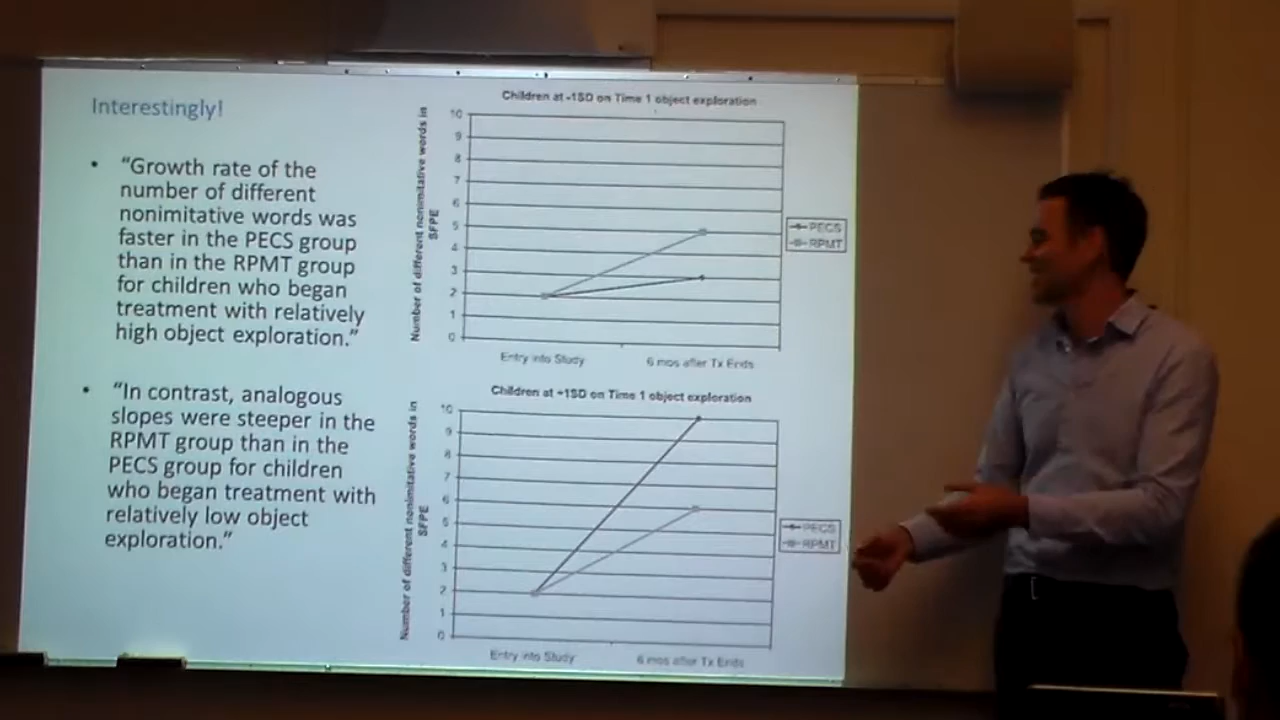 Interestingly!
• “Growth rate of the
number of different
nonimitative words was
faster in the PECS group
than in the RPMT group
for children who began
treatment with relatively
high object exploration.”
• “In contrast, analogous
slopes were steeper in the
RPMT group than in the
PECS group for children
who began treatment with
relatively low object
exploration.”
Children at -1SD on Time 1 object exploration
Number of different nonimitative words in
SFPE
10
9
8
7
6
5
4
3
2
1
0
Entry into Study
6 mos after Tx Ends
PECS
RPMT
Children at +1SD on Time 1 object exploration
Number of different nonimitative words in
SFPE
10
9
8
7
6
5
4
3
2
1
0
Entry into Study
6 mos after Tx Ends
PECS
RPMT